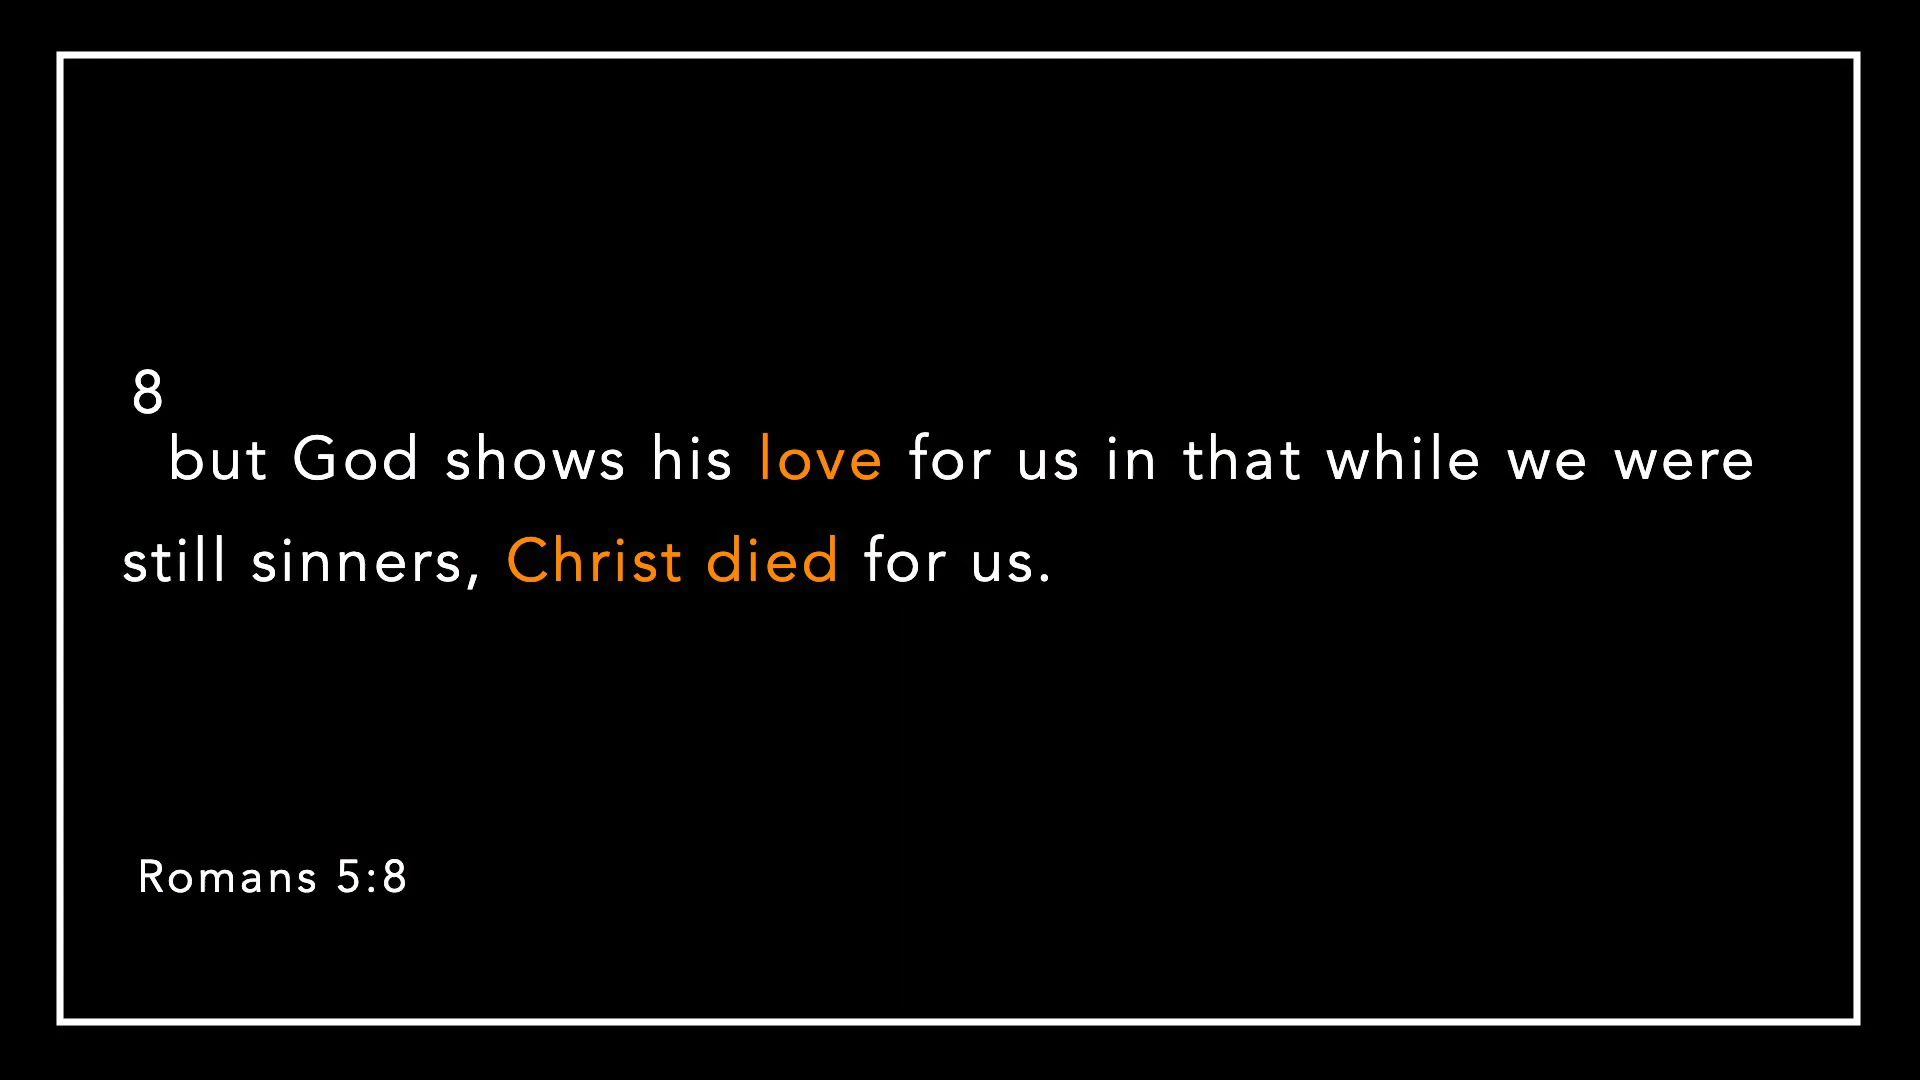 8
but God shows his love for us in that while we were
still sinners, Christ died for us.
Romans 5:8